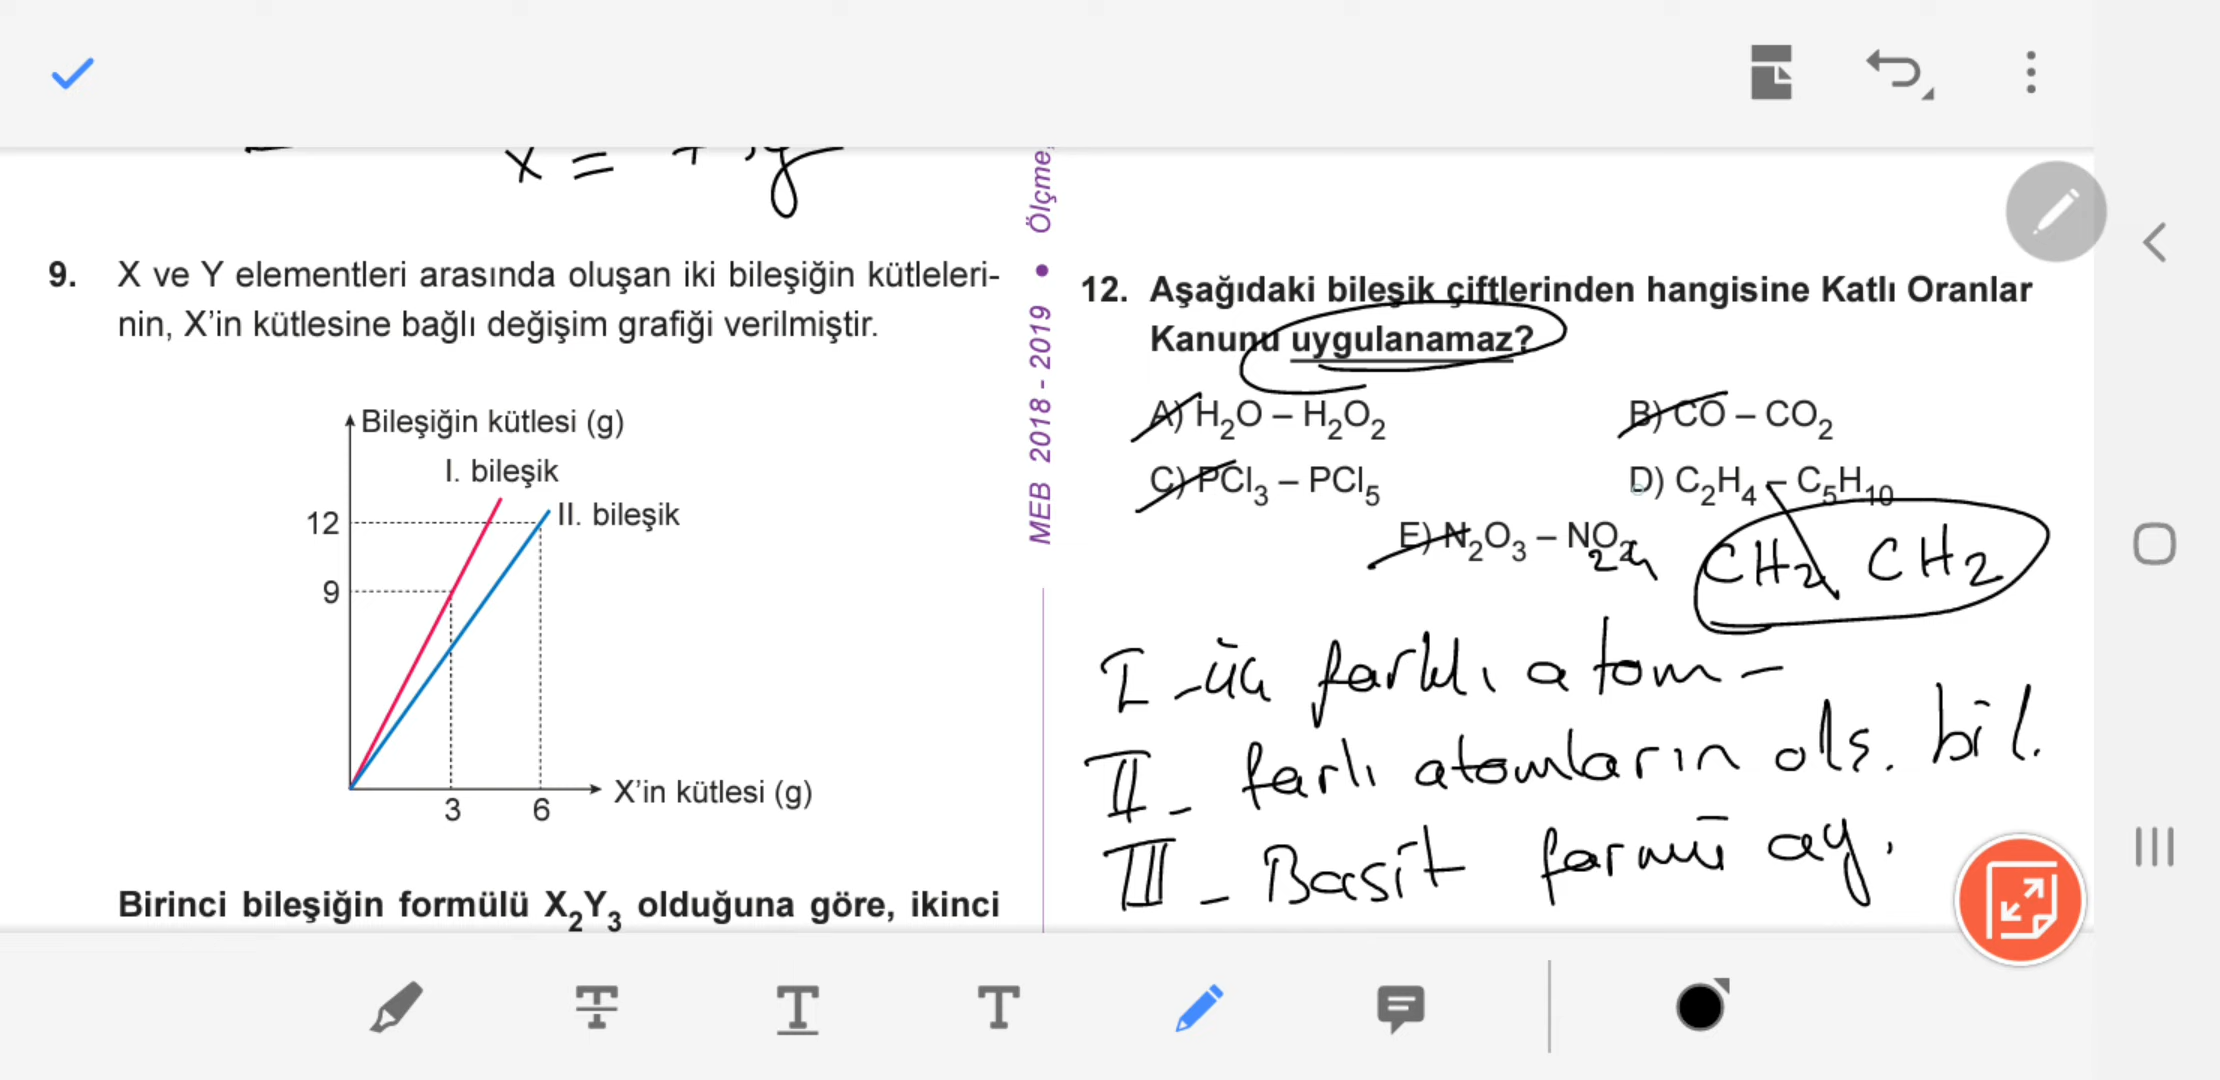 x =
9. X ve Y elementleri arasında oluşan iki bileşiğin kütleleri-
nin, X'in kütlesine bağlı değişim grafiği verilmiştir.
Bileşiğin kütlesi (g)
I. bileşik
II. bileşik
12
9
3
6
X'in kütlesi (g)
Birinci bileşiğin formülü X₂Y₃ olduğuna göre, ikinci
MEB 2018 - 2019 • Ölçme
12. Aşağıdaki bileşik çiftlerinden hangisine Katlı Oranlar
Kanunu uygulanamaz?
A) H₂O – H₂O₂
B) CO – CO₂
C) PCl₃ – PCl₅
D) C₂H₄ – C₅H₁₀
E) N₂O₃ – NO₂
CH₂ CH₂
I - üç farklı atom -
II - farlı atomların olş. bil.
III - Basit formü ay.
T
T
T